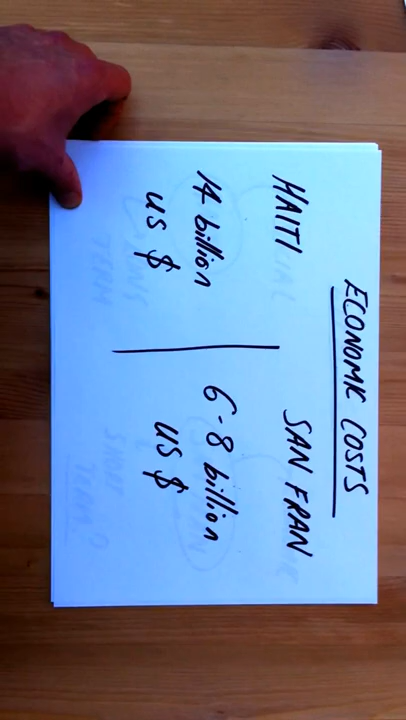 ECONOMIC COSTS
HAITI
14 billion
US $
SAN FRAN
6-8 billion
US $